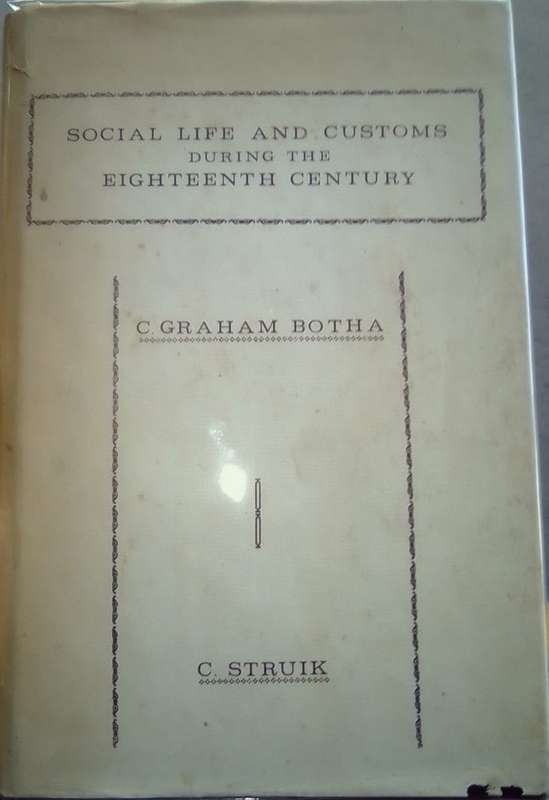 SOCIAL LIFE AND CUSTOMS
DURING THE
EIGHTEENTH CENTURY
C. GRAHAM BOTHA
C. STRUIK